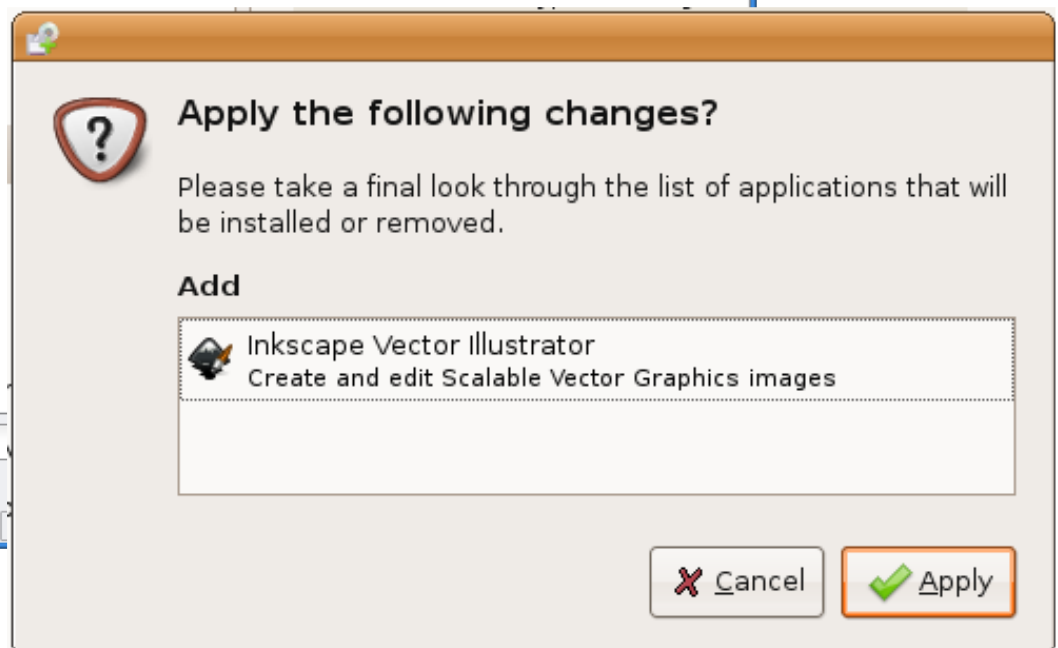 Apply the following changes?
Please take a final look through the list of applications that will
be installed or removed.
Add
Inkscape Vector Illustrator
Create and edit Scalable Vector Graphics images
Cancel
Apply